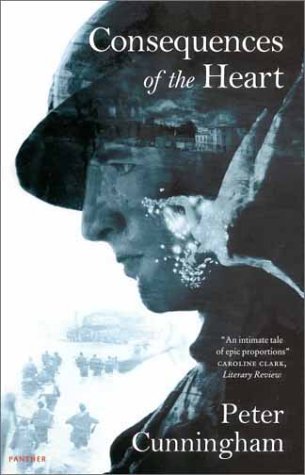 Consequences
of the Heart
"An intimate tale
of epic proportions"
CAROLINE CLARK,
Literary Review
Peter
Cunningham
PANTHER